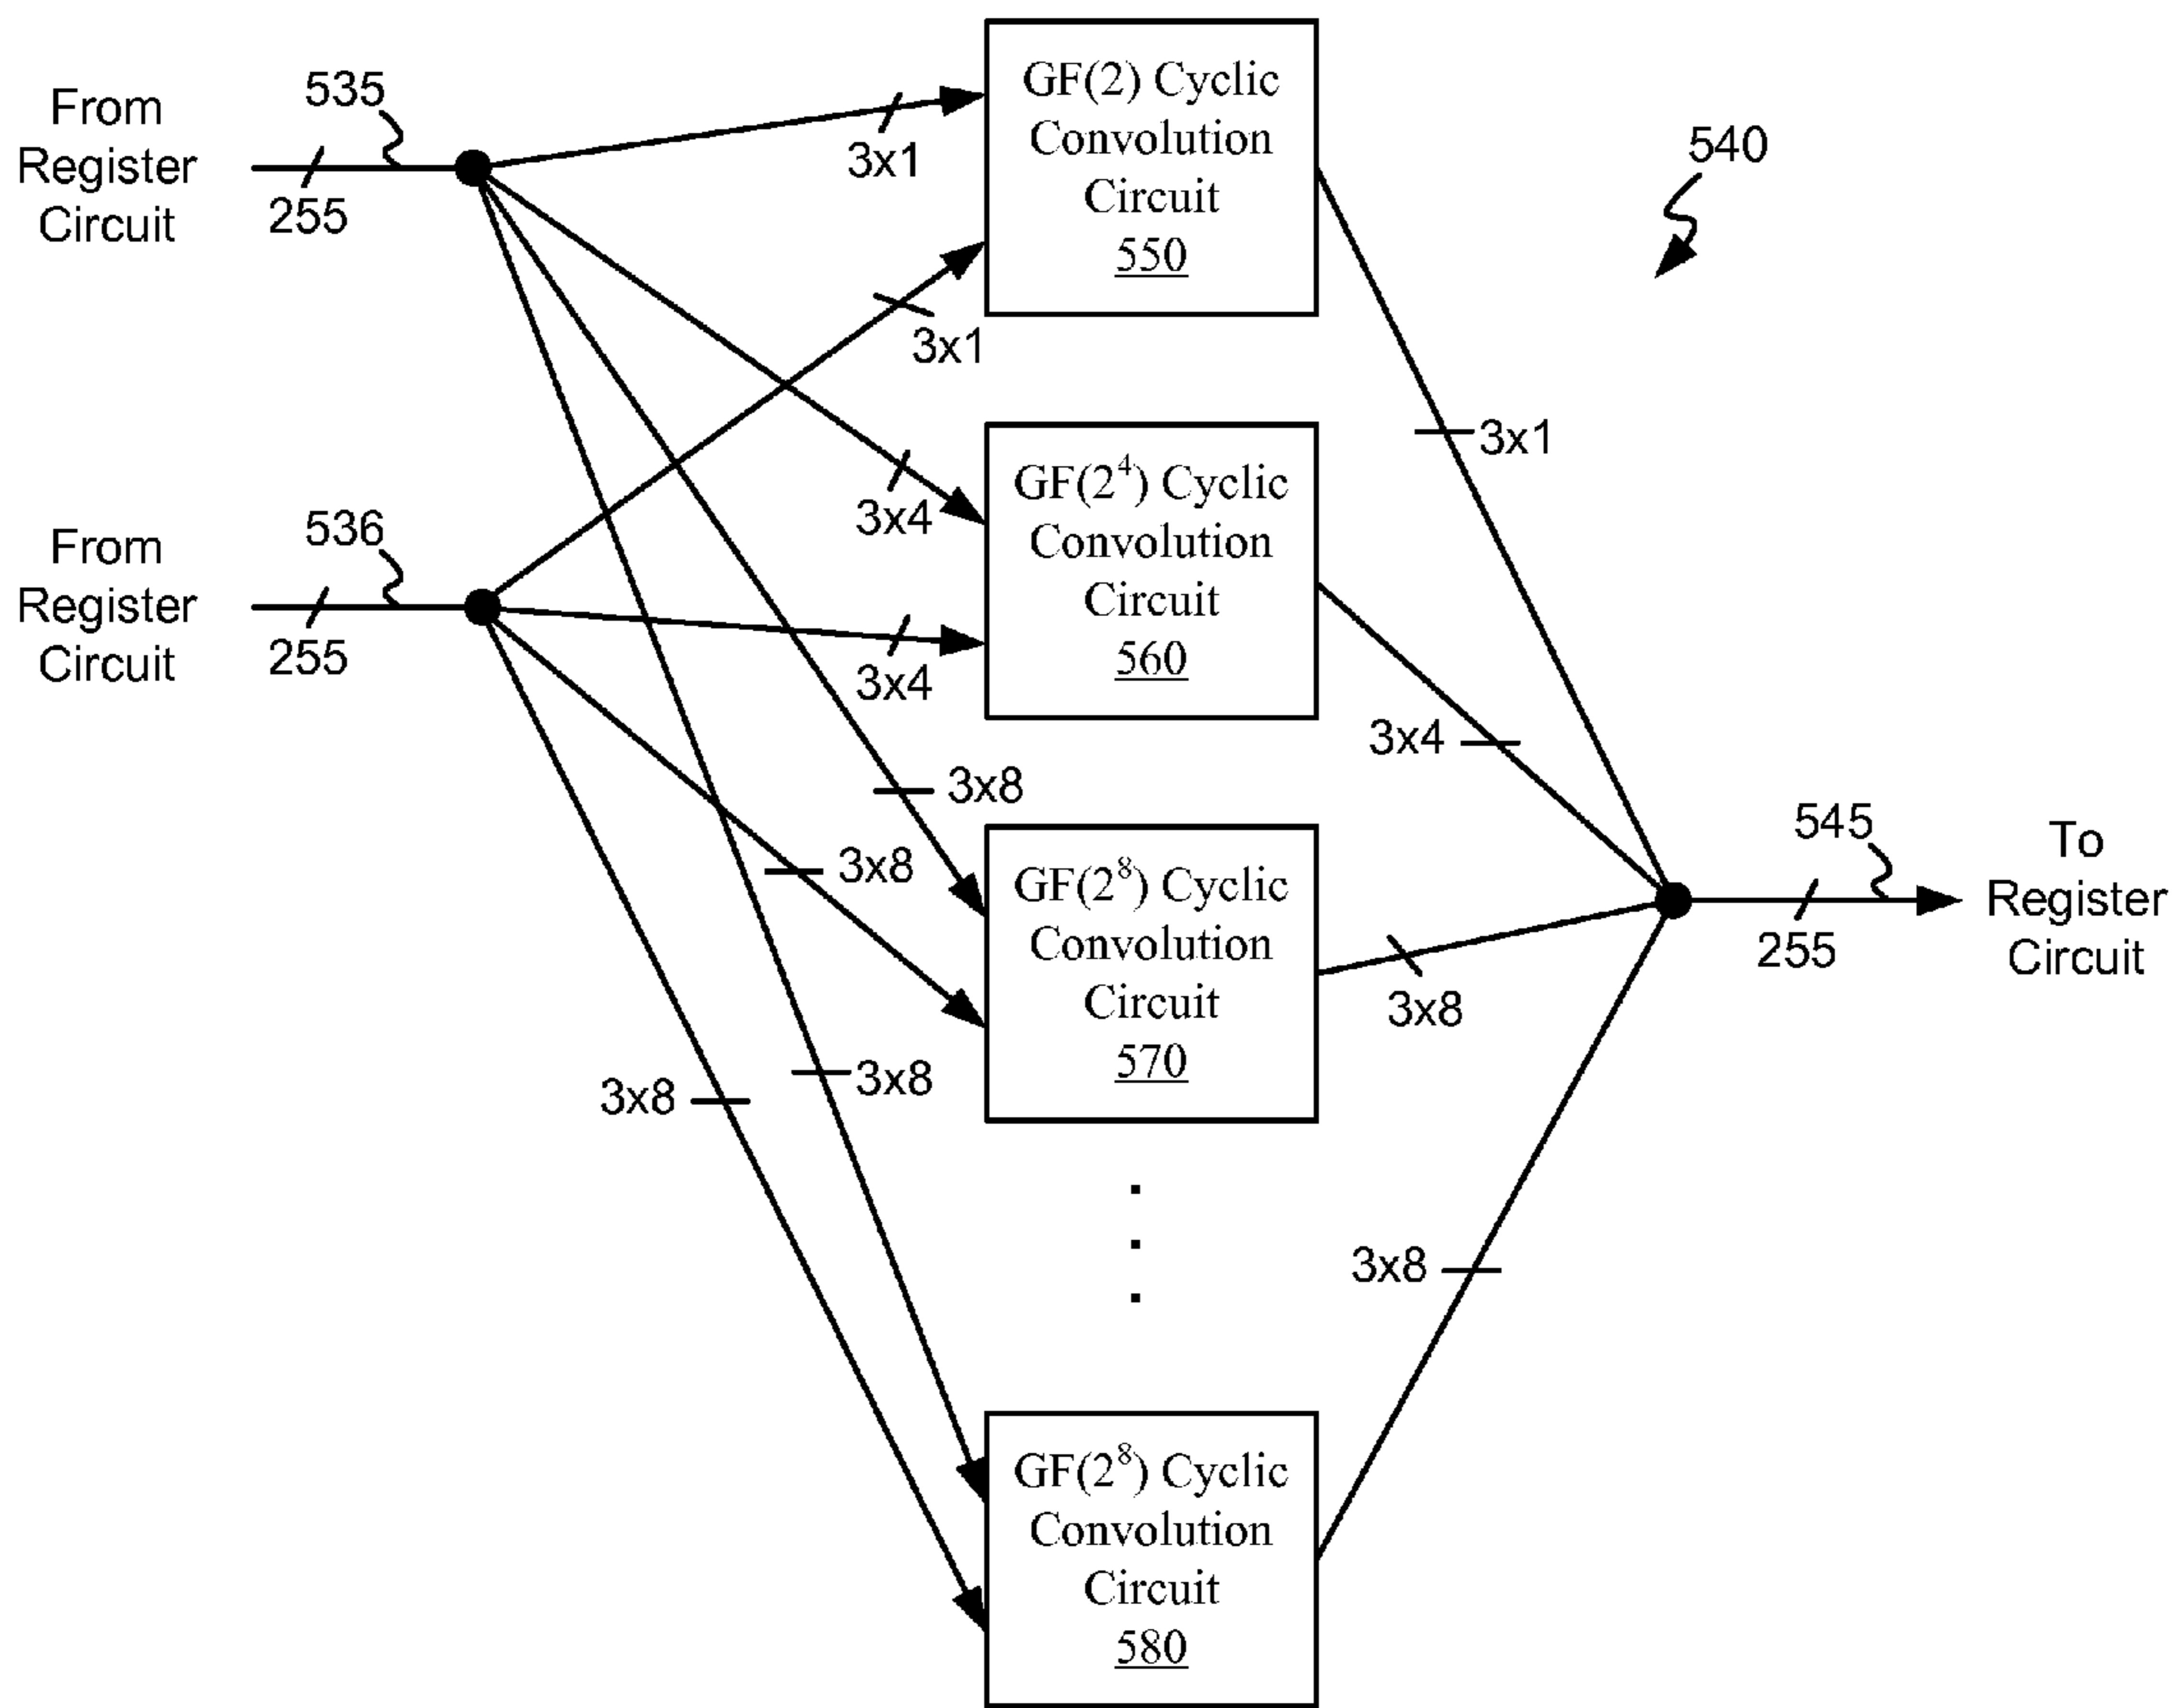 From
Register
Circuit
535
255
3x1
GF(2) Cyclic
Convolution
Circuit
550
540
3x1
3x1
From
Register
Circuit
536
255
3x4
3x4
GF(2⁴) Cyclic
Convolution
Circuit
560
3x4
3x8
3x8
GF(2⁸) Cyclic
Convolution
Circuit
570
3x8
545
255
To
Register
Circuit
3x8
3x8
.
.
.
3x8
GF(2⁸) Cyclic
Convolution
Circuit
580